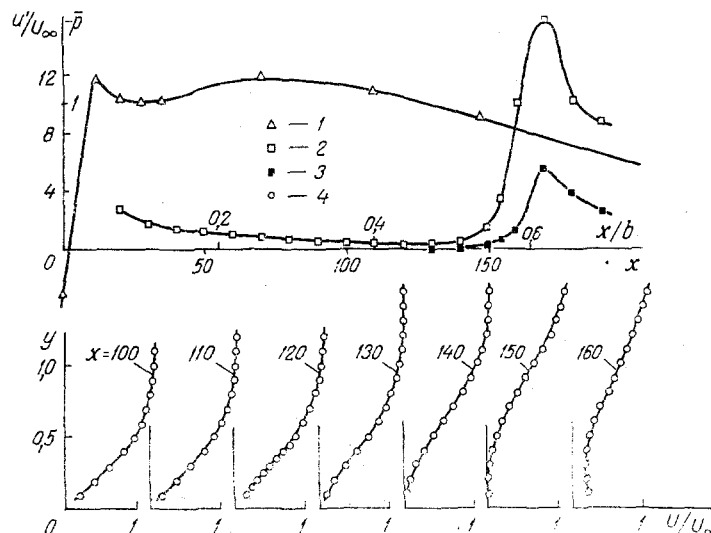 u'/u∞ p̄
12
1
8
4
0
△ — 1
□ — 2
■ — 3
○ — 4
0,2 0,4 0,6 x/b
50 100 150 x
y
1,0
0,5
0
x=100 110 120 130 140 150 160
1 1 1 1 1 1 1 u/u∞